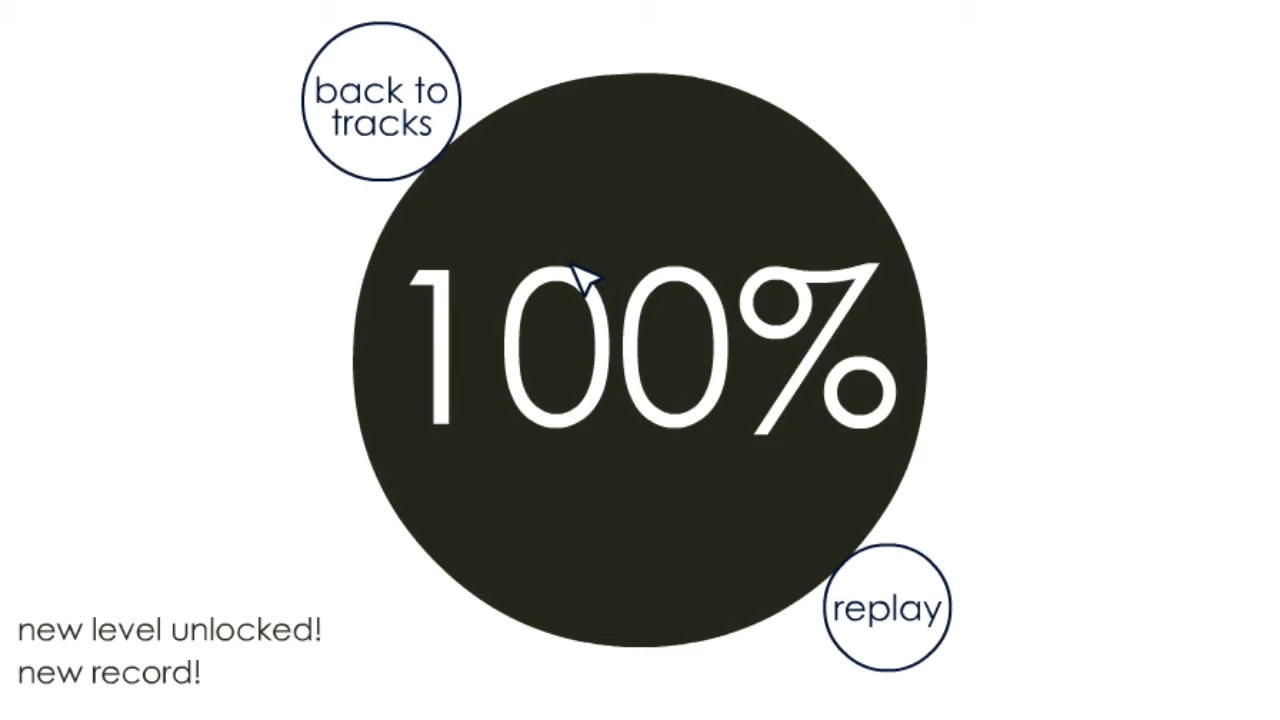 back to
tracks
100%
replay
new level unlocked!
new record!